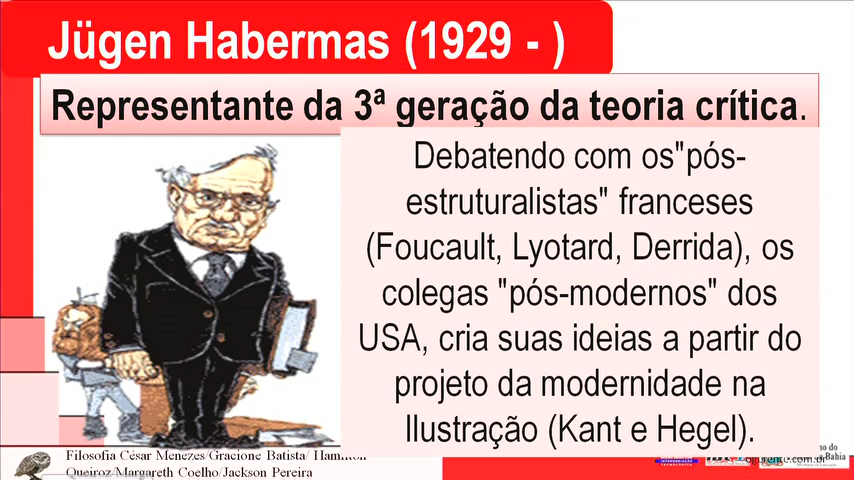 Jügen Habermas (1929 - )
Representante da 3ª geração da teoria crítica.
Debatendo com os"pós-
estruturalistas" franceses
(Foucault, Lyotard, Derrida), os
colegas "pós-modernos" dos
USA, cria suas ideias a partir do
projeto da modernidade na
Ilustração (Kant e Hegel).
Filosofia César Menezes/Gracione Batista/ Hamilton
Queiroz/Margareth Coelho/Jackson Pereira
Bahia